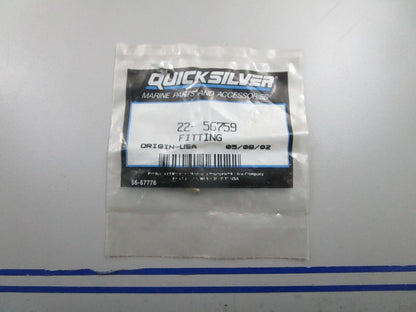 QUICKSILVER
MARINE PARTS AND ACCESSORIES
22- 56759
FITTING
ORIGIN-USA 05/08/02
56-67776